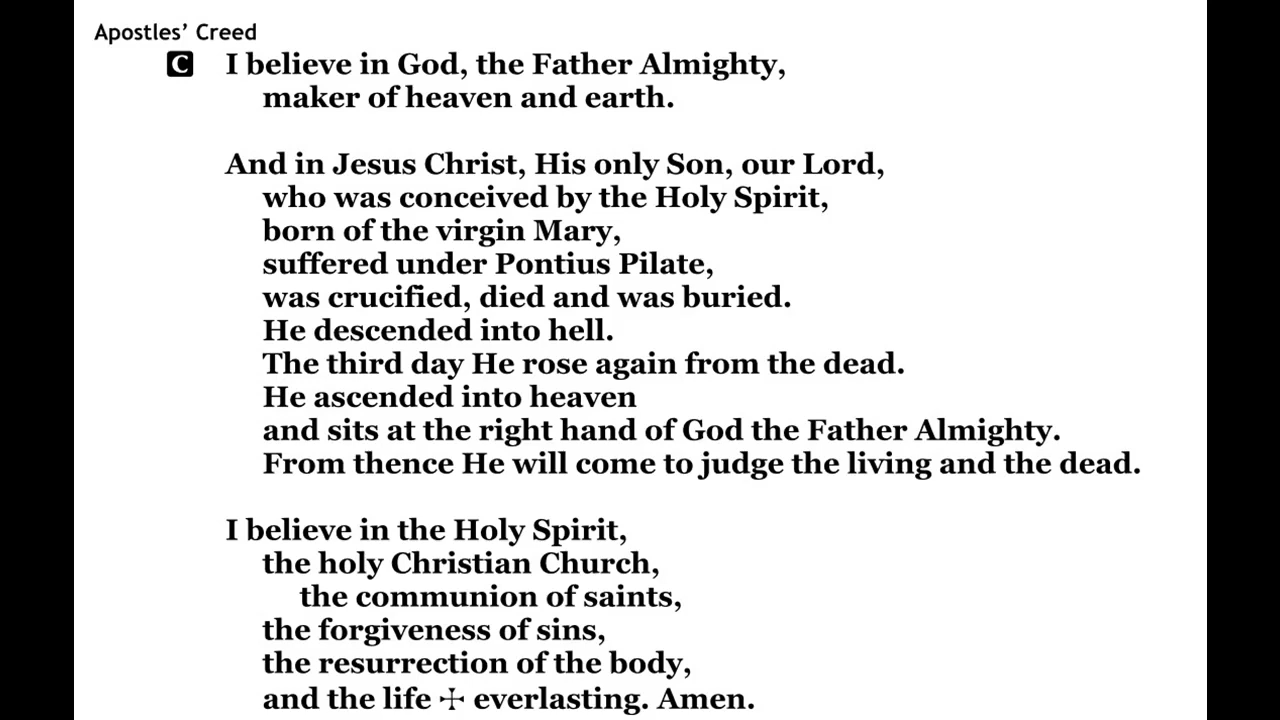 Apostles’ Creed
C I believe in God, the Father Almighty,
maker of heaven and earth.
And in Jesus Christ, His only Son, our Lord,
who was conceived by the Holy Spirit,
born of the virgin Mary,
suffered under Pontius Pilate,
was crucified, died and was buried.
He descended into hell.
The third day He rose again from the dead.
He ascended into heaven
and sits at the right hand of God the Father Almighty.
From thence He will come to judge the living and the dead.
I believe in the Holy Spirit,
the holy Christian Church,
the communion of saints,
the forgiveness of sins,
the resurrection of the body,
and the life ☩ everlasting. Amen.